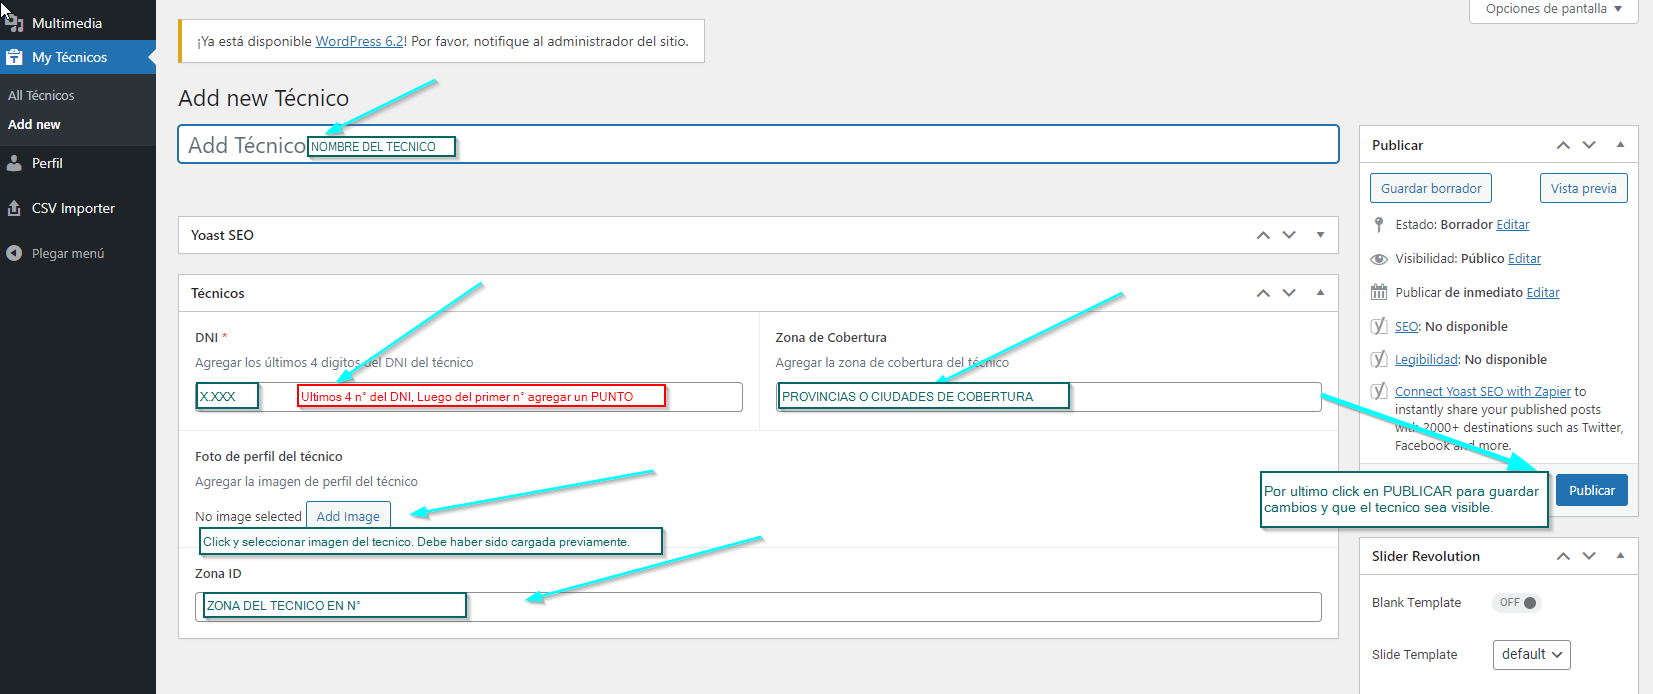 Multimedia
My Técnicos
All Técnicos
Add new
Perfil
CSV Importer
Plegar menú
Opciones de pantalla
¡Ya está disponible WordPress 6.2! Por favor, notifique al administrador del sitio.
Add new Técnico
Add Técnico NOMBRE DEL TECNICO
Yoast SEO
Técnicos
DNI *
Agregar los últimos 4 digitos del DNI del técnico
X.XXX
Ultimos 4 n° del DNI, Luego del primer n° agregar un PUNTO
Zona de Cobertura
Agregar la zona de cobertura del técnico
PROVINCIAS O CIUDADES DE COBERTURA
Foto de perfil del técnico
Agregar la imagen de perfil del técnico
No image selected Add Image
Click y seleccionar imagen del tecnico. Debe haber sido cargada previamente.
Zona ID
ZONA DEL TECNICO EN N°
Publicar
Guardar borrador
Vista previa
Estado: Borrador Editar
Visibilidad: Público Editar
Publicar de inmediato Editar
SEO: No disponible
Legibilidad: No disponible
Connect Yoast SEO with Zapier to
instantly share your published posts
with 2000+ destinations such as Twitter,
Facebook and more.
Por ultimo click en PUBLICAR para guardar
cambios y que el tecnico sea visible.
Publicar
Slider Revolution
Blank Template OFF
Slide Template default